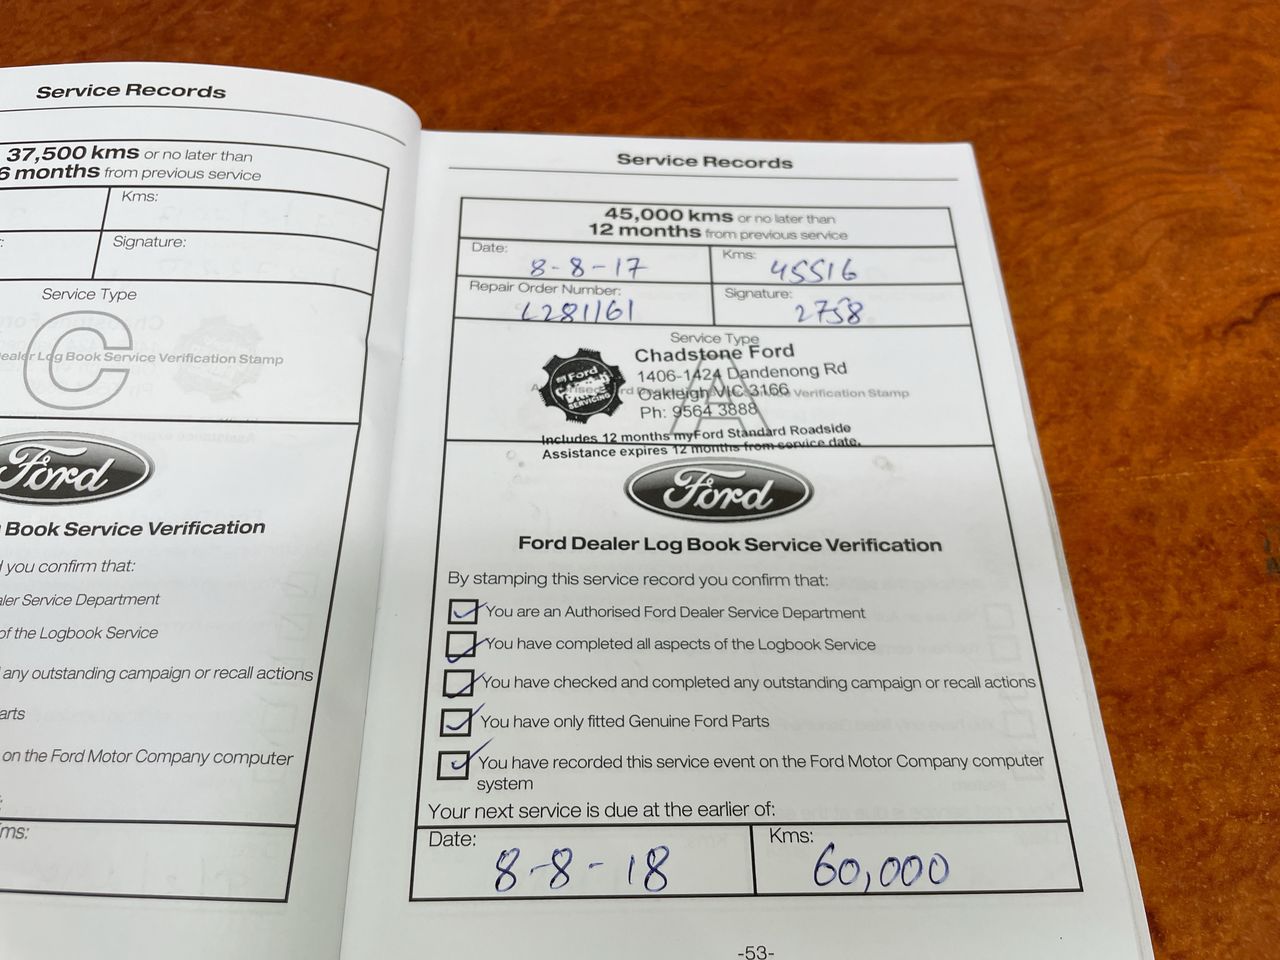 Service Records
37,500 kms or no later than
6 months from previous service
Kms:
Signature:
Service Type
C
Dealer Log Book Service Verification Stamp
Ford
Book Service Verification
you confirm that:
Dealer Service Department
of the Logbook Service
any outstanding campaign or recall actions
Parts
on the Ford Motor Company computer
Kms:
Service Records
45,000 kms or no later than
12 months from previous service
Date: 8-8-17
Kms: 45516
Repair Order Number: L281161
Signature: 2758
Service Type
A
Chadstone Ford
1406-1424 Dandenong Rd
Oakleigh VIC 3166
Ph: 9564 3888
my Ford
SERVICING
Verification Stamp
Includes 12 months myFord Standard Roadside
Assistance expires 12 months from service date.
Ford
Ford Dealer Log Book Service Verification
By stamping this service record you confirm that:
You are an Authorised Ford Dealer Service Department
You have completed all aspects of the Logbook Service
You have checked and completed any outstanding campaign or recall actions
You have only fitted Genuine Ford Parts
You have recorded this service event on the Ford Motor Company computer
system
Your next service is due at the earlier of:
Date: 8-8-18
Kms: 60,000
-53-